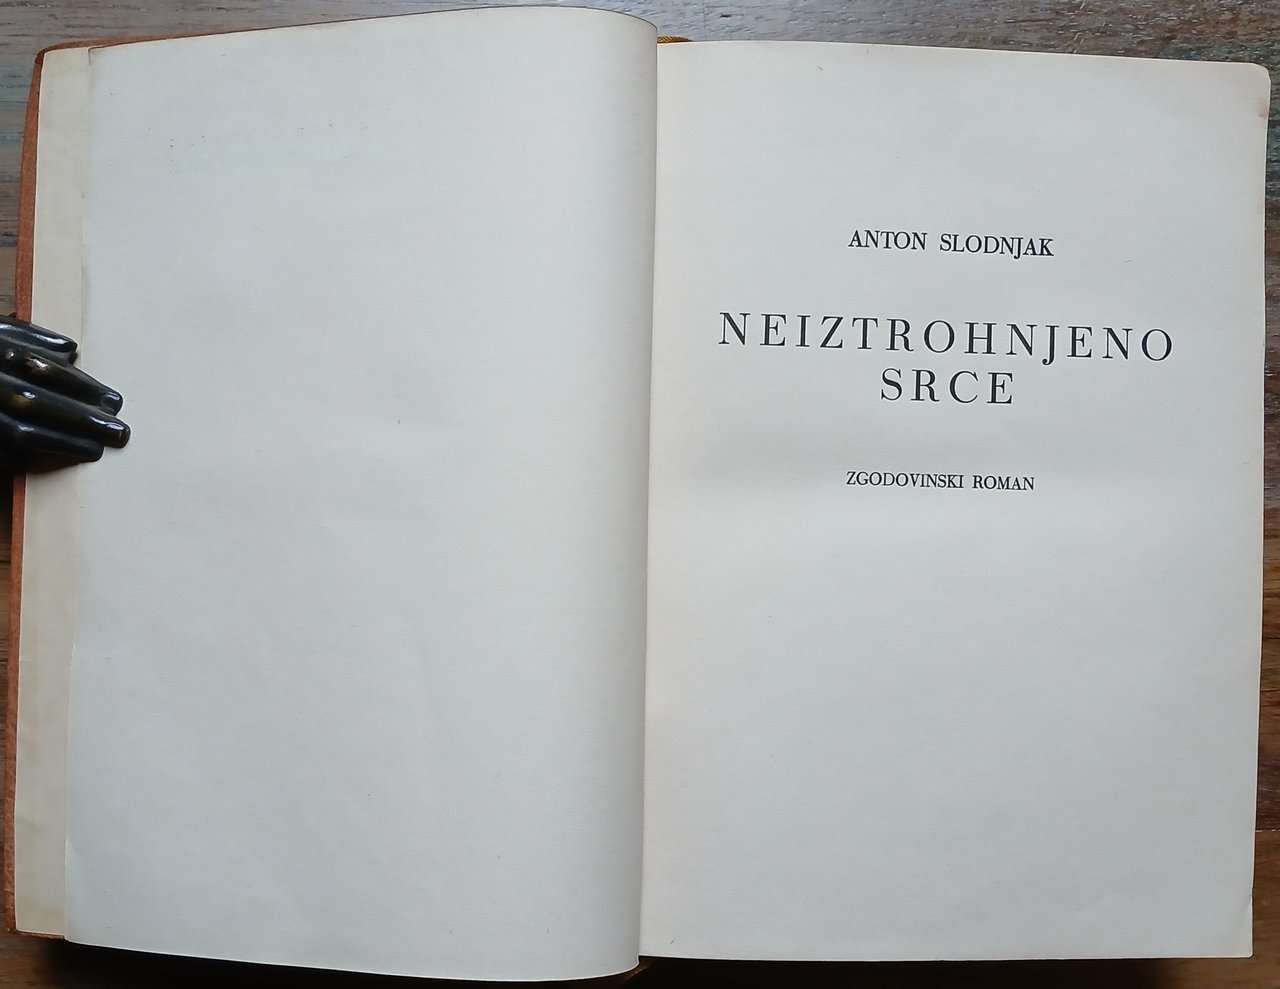 ANTON SLODNJAK
NEIZTROHNJENO
SRCE
ZGODOVINSKI ROMAN